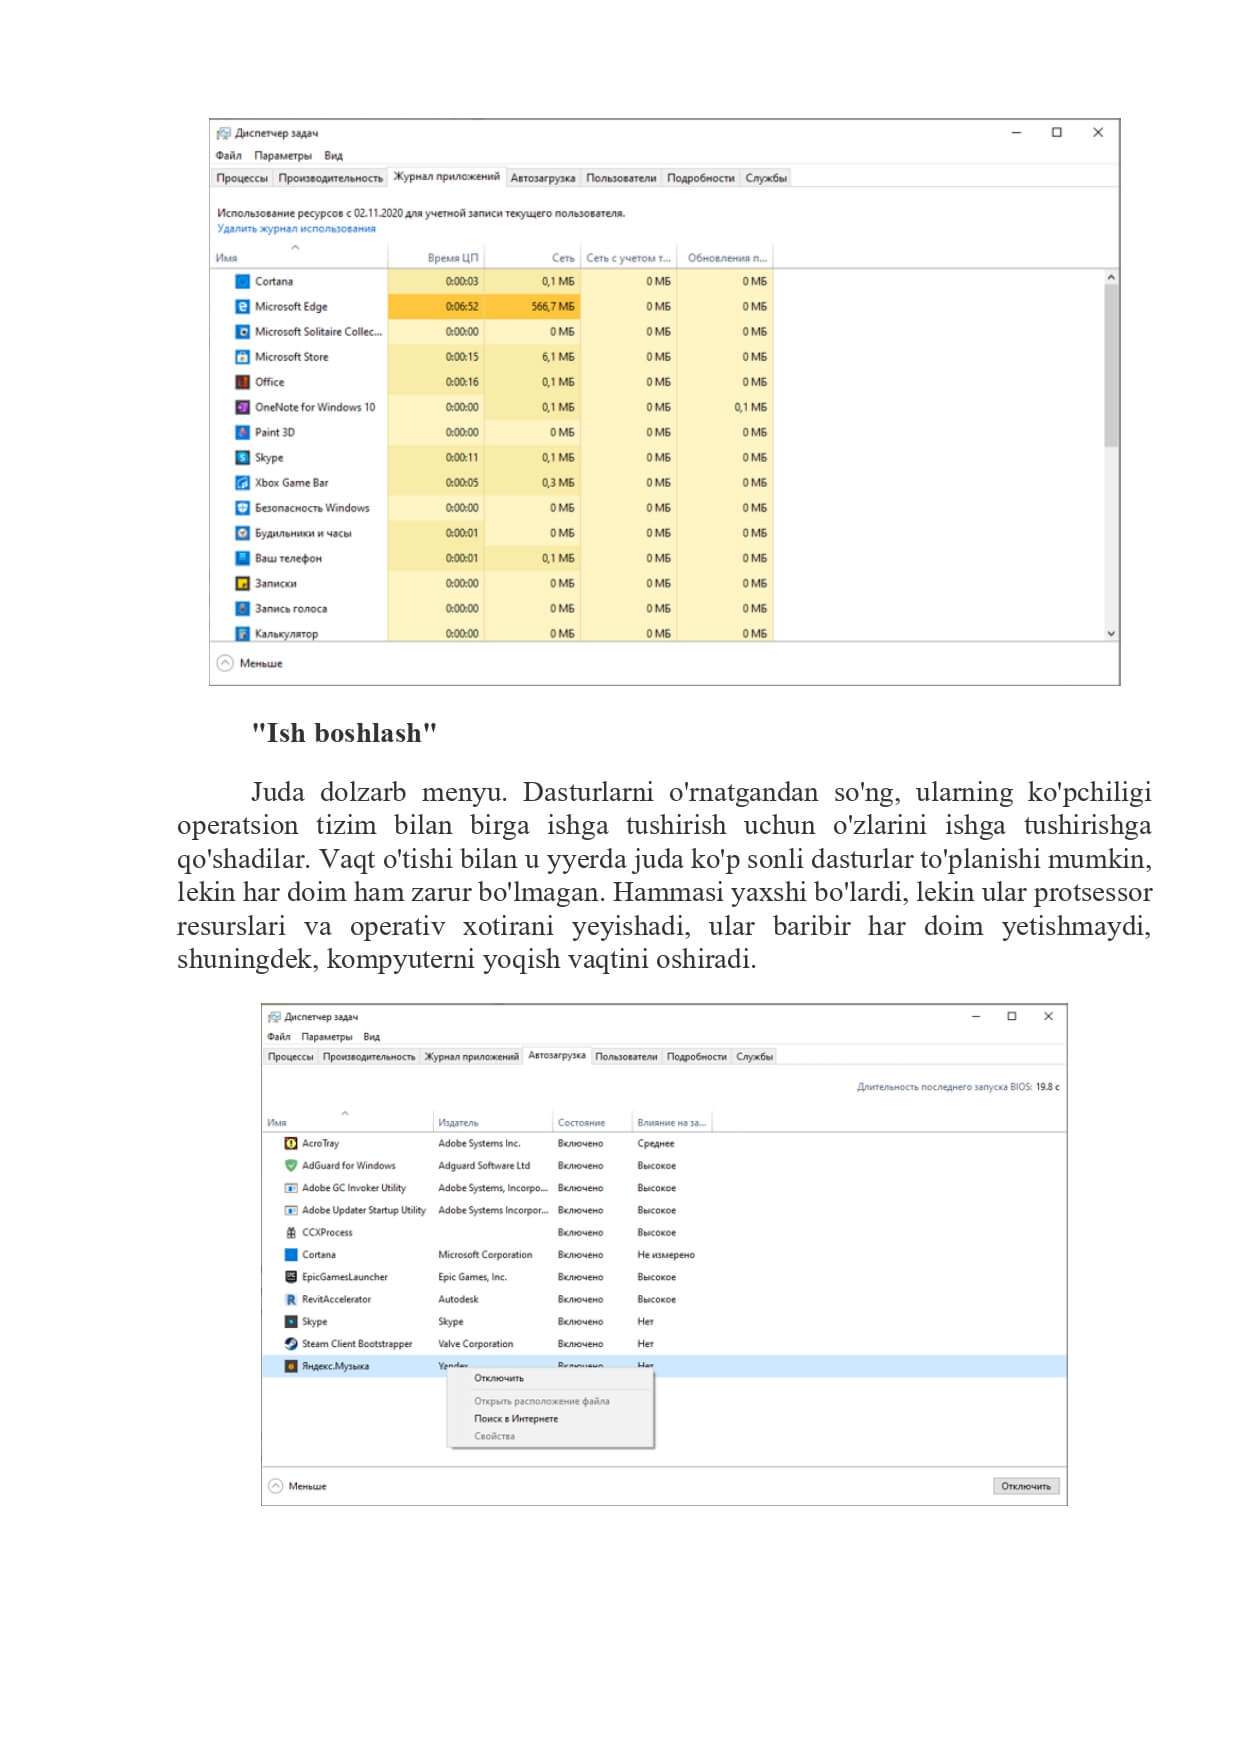 Диспетчер задач
Файл Параметры Вид
Процессы Производительность Журнал приложений Автозагрузка Пользователи Подробности Службы
Использование ресурсов с 02.11.2020 для учетной записи текущего пользователя.
Удалить журнал использования
Имя Время ЦП Сеть Сеть с учетом т... Обновления п...
Cortana 0:00:03 0,1 МБ 0 МБ 0 МБ
Microsoft Edge 0:06:52 566,7 МБ 0 МБ 0 МБ
Microsoft Solitaire Collec... 0:00:00 0 МБ 0 МБ 0 МБ
Microsoft Store 0:00:15 6,1 МБ 0 МБ 0 МБ
Office 0:00:16 0,1 МБ 0 МБ 0 МБ
OneNote for Windows 10 0:00:00 0,1 МБ 0 МБ 0,1 МБ
Paint 3D 0:00:00 0 МБ 0 МБ 0 МБ
Skype 0:00:11 0,1 МБ 0 МБ 0 МБ
Xbox Game Bar 0:00:05 0,3 МБ 0 МБ 0 МБ
Безопасность Windows 0:00:00 0 МБ 0 МБ 0 МБ
Будильники и часы 0:00:01 0 МБ 0 МБ 0 МБ
Ваш телефон 0:00:01 0,1 МБ 0 МБ 0 МБ
Записки 0:00:00 0 МБ 0 МБ 0 МБ
Запись голоса 0:00:00 0 МБ 0 МБ 0 МБ
Калькулятор 0:00:00 0 МБ 0 МБ 0 МБ
Меньше
"Ish boshlash"
Juda dolzarb menyu. Dasturlarni o'rnatgandan so'ng, ularning ko'pchiligi
operatsion tizim bilan birga ishga tushirish uchun o'zlarini ishga tushirishga
qo'shadilar. Vaqt o'tishi bilan u yyerda juda ko'p sonli dasturlar to'planishi mumkin,
lekin har doim ham zarur bo'lmagan. Hammasi yaxshi bo'lardi, lekin ular protsessor
resurslari va operativ xotirani yeyishadi, ular baribir har doim yetishmaydi,
shuningdek, kompyuterni yoqish vaqtini oshiradi.
Диспетчер задач
Файл Параметры Вид
Процессы Производительность Журнал приложений Автозагрузка Пользователи Подробности Службы
Длительность последнего запуска BIOS: 19.8 с
Имя Издатель Состояние Влияние на за...
AcroTray Adobe Systems Inc. Включено Среднее
AdGuard for Windows Adguard Software Ltd Включено Высокое
Adobe GC Invoker Utility Adobe Systems, Incorpo... Включено Высокое
Adobe Updater Startup Utility Adobe Systems Incorpor... Включено Высокое
CCXProcess Включено Высокое
Cortana Microsoft Corporation Включено Не измерено
EpicGamesLauncher Epic Games, Inc. Включено Высокое
RevitAccelerator Autodesk Включено Высокое
Skype Skype Включено Нет
Steam Client Bootstrapper Valve Corporation Включено Нет
Яндекс.Музыка Yandex Включено Нет
Отключить
Открыть расположение файла
Поиск в Интернете
Свойства
Меньше Отключить